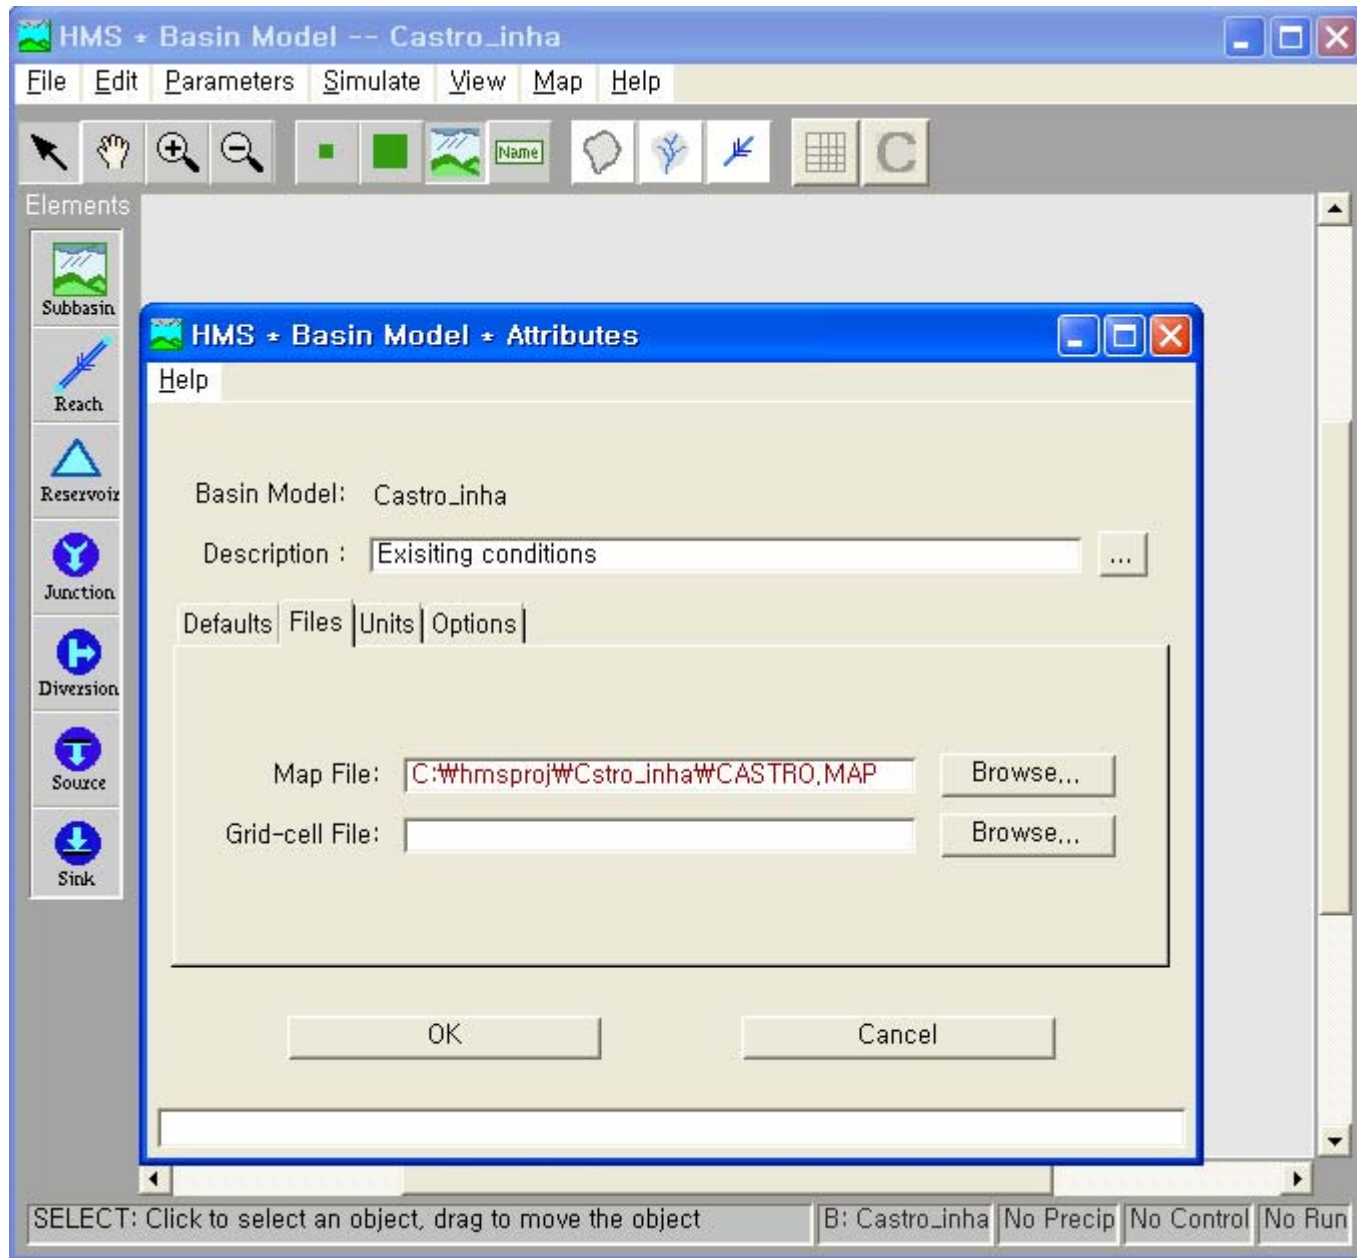 HMS * Basin Model -- Castro_inha
File Edit Parameters Simulate View Map Help
Name
C
Elements
Subbasin
Reach
Reservoir
Junction
Diversion
Source
Sink
HMS * Basin Model * Attributes
Help
Basin Model: Castro_inha
Description : Exisiting conditions ...
Defaults Files Units Options
Map File: C:₩hmsproj₩Cstro_inha₩CASTRO.MAP Browse...
Grid-cell File: Browse...
OK Cancel
SELECT: Click to select an object, drag to move the object B: Castro_inha No Precip No Control No Run